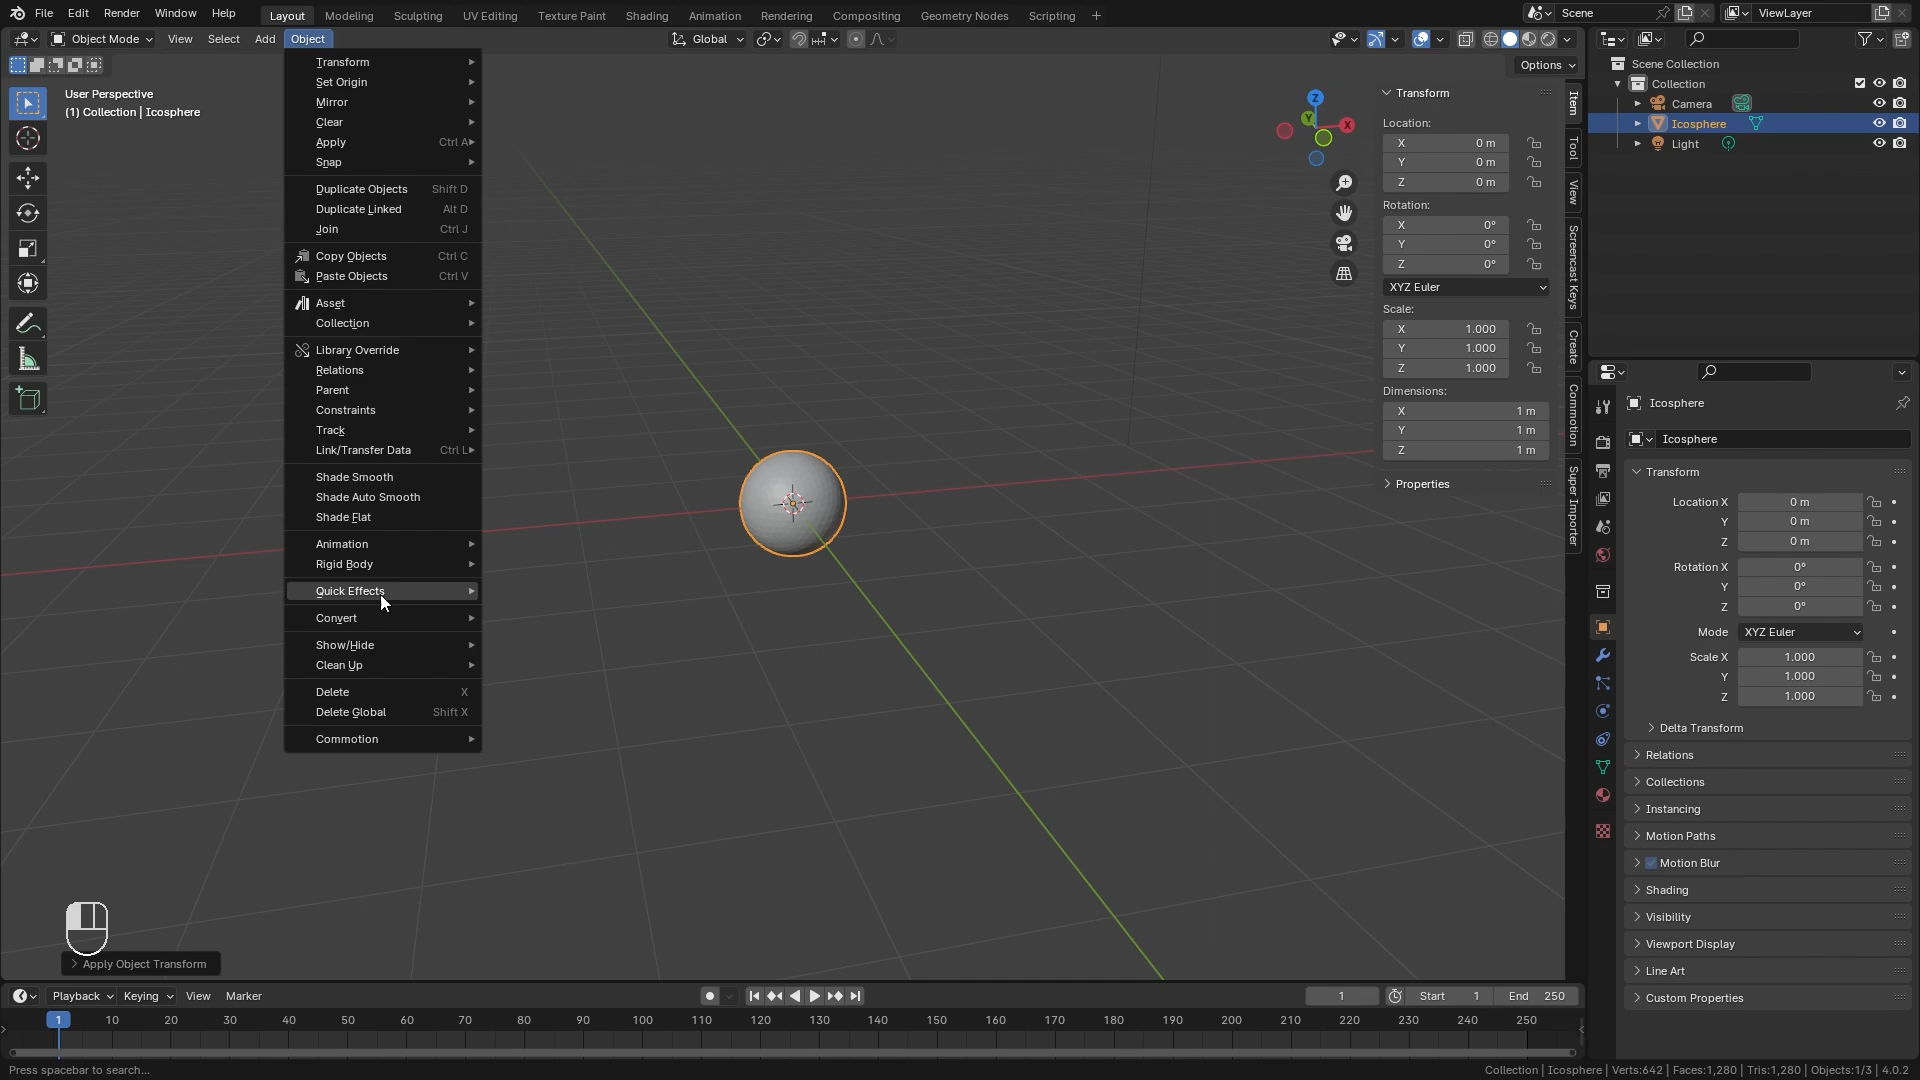 File Edit Render Window Help
Layout Modeling Sculpting UV Editing Texture Paint Shading Animation Rendering Compositing Geometry Nodes Scripting +
Scene
ViewLayer
Object Mode View Select Add Object
Global
Options
User Perspective
(1) Collection | Icosphere
Transform
Set Origin
Mirror
Clear
Apply Ctrl A
Snap
Duplicate Objects Shift D
Duplicate Linked Alt D
Join Ctrl J
Copy Objects Ctrl C
Paste Objects Ctrl V
Asset
Collection
Library Override
Relations
Parent
Constraints
Track
Link/Transfer Data Ctrl L
Shade Smooth
Shade Auto Smooth
Shade Flat
Animation
Rigid Body
Quick Effects
Convert
Show/Hide
Clean Up
Delete X
Delete Global Shift X
Commotion
Z
Y
X
Transform
Location:
X 0 m
Y 0 m
Z 0 m
Rotation:
X 0°
Y 0°
Z 0°
XYZ Euler
Scale:
X 1.000
Y 1.000
Z 1.000
Dimensions:
X 1 m
Y 1 m
Z 1 m
Properties
Item
Tool
View
Screencast Keys
Create
Commotion
Super Importer
Scene Collection
Collection
Camera
Icosphere
Light
Icosphere
Icosphere
Transform
Location X 0 m
Y 0 m
Z 0 m
Rotation X 0°
Y 0°
Z 0°
Mode XYZ Euler
Scale X 1.000
Y 1.000
Z 1.000
Delta Transform
Relations
Collections
Instancing
Motion Paths
Motion Blur
Shading
Visibility
Viewport Display
Line Art
Custom Properties
Apply Object Transform
Playback Keying View Marker
1 Start 1 End 250
1 10 20 30 40 50 60 70 80 90 100 110 120 130 140 150 160 170 180 190 200 210 220 230 240 250
Press spacebar to search...
Collection | Icosphere | Verts:642 | Faces:1,280 | Tris:1,280 | Objects:1/3 | 4.0.2